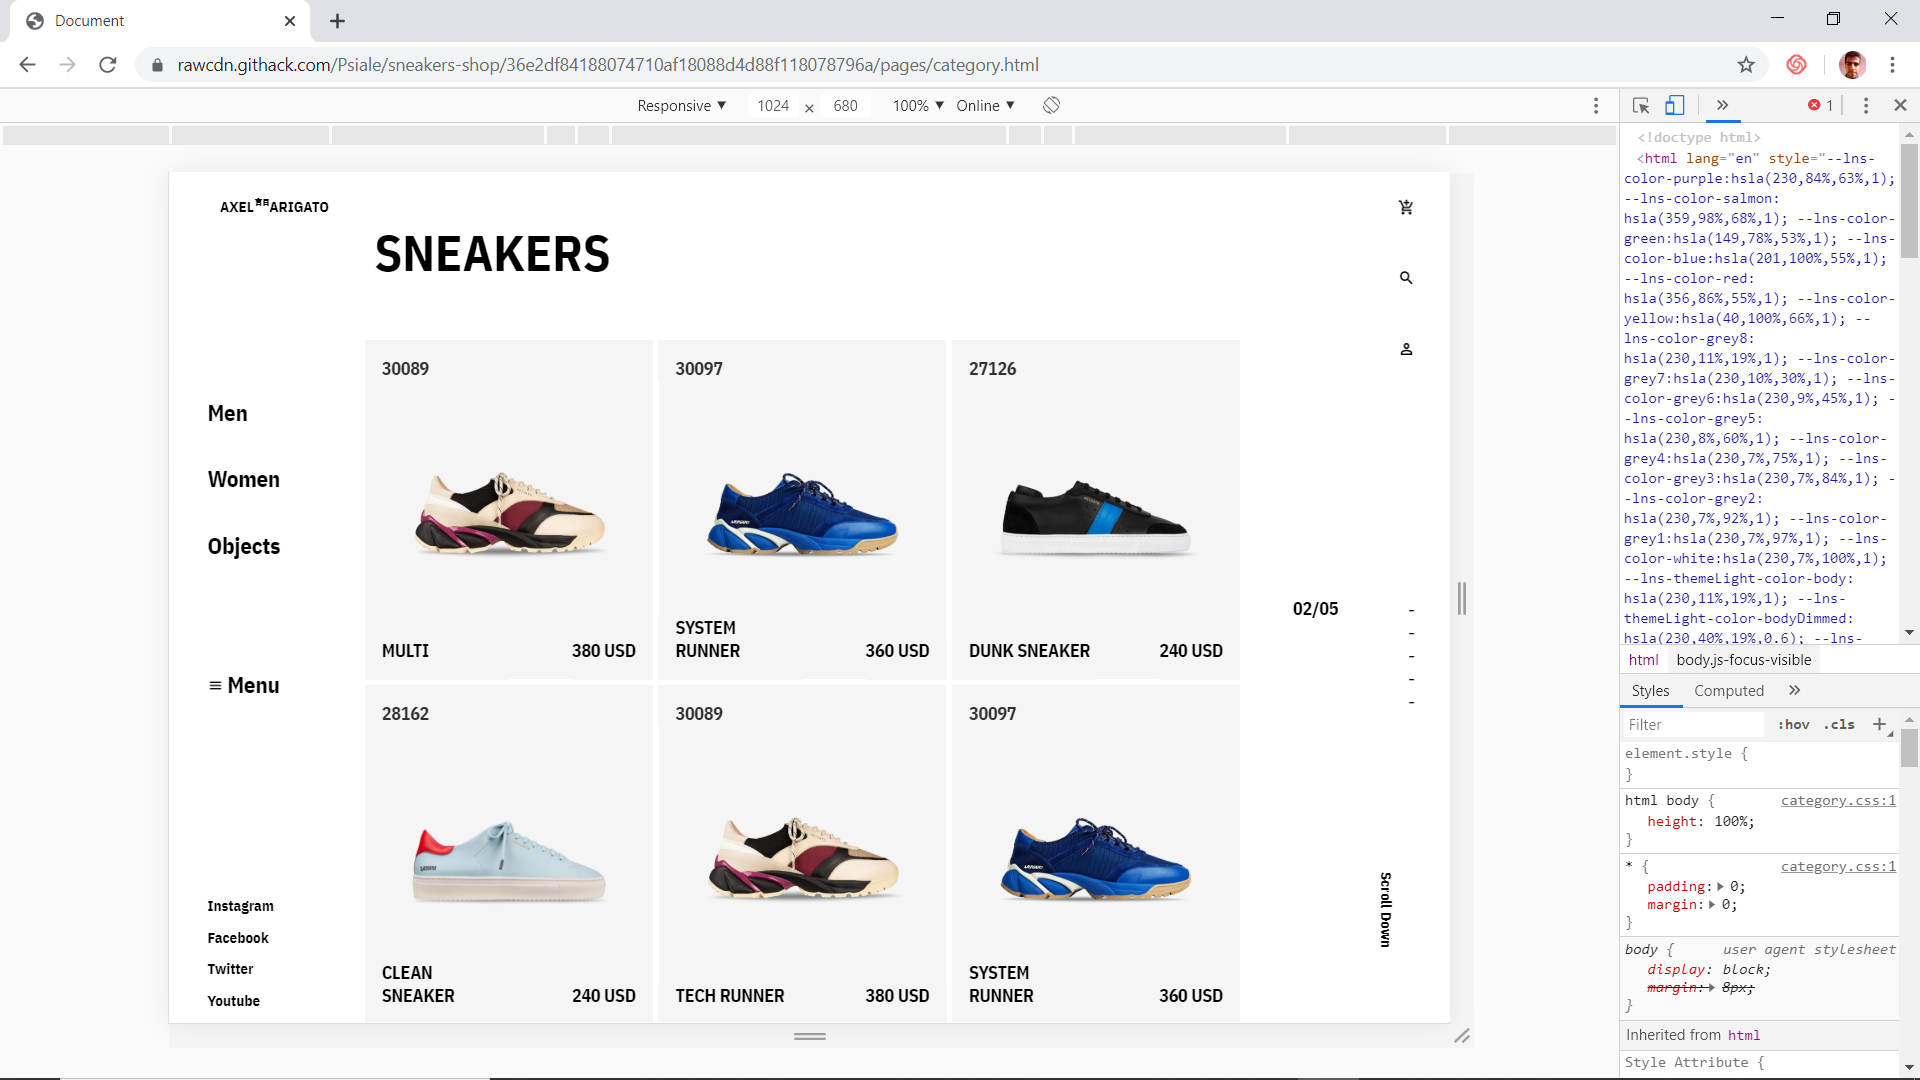 Document
rawcdn.githack.com/Psiale/sneakers-shop/36e2df84188074710af18088d4d88f118078796a/pages/category.html
Responsive ▼ 1024 × 680 100% ▼ Online ▼
1
AXEL ARIGATO
SNEAKERS
Men
Women
Objects
≡ Menu
Instagram
Facebook
Twitter
Youtube
30089
MULTI 380 USD
30097
SYSTEM
RUNNER 360 USD
27126
DUNK SNEAKER 240 USD
28162
CLEAN
SNEAKER 240 USD
30089
TECH RUNNER 380 USD
30097
SYSTEM
RUNNER 360 USD
02/05
-
-
-
-
-
Scroll Down
<!doctype html>
<html lang="en" style="--lns-
color-purple:hsla(230,84%,63%,1);
--lns-color-salmon:
hsla(359,98%,68%,1); --lns-color-
green:hsla(149,78%,53%,1); --lns-
color-blue:hsla(201,100%,55%,1);
--lns-color-red:
hsla(356,86%,55%,1); --lns-color-
yellow:hsla(40,100%,66%,1); --
lns-color-grey8:
hsla(230,11%,19%,1); --lns-color-
grey7:hsla(230,10%,30%,1); --lns-
color-grey6:hsla(230,9%,45%,1); -
-lns-color-grey5:
hsla(230,8%,60%,1); --lns-color-
grey4:hsla(230,7%,75%,1); --lns-
color-grey3:hsla(230,7%,84%,1); -
-lns-color-grey2:
hsla(230,7%,92%,1); --lns-color-
grey1:hsla(230,7%,97%,1); --lns-
color-white:hsla(230,7%,100%,1);
--lns-themeLight-color-body:
hsla(230,11%,19%,1); --lns-
themeLight-color-bodyDimmed:
hsla(230,40%,19%,0.6); --lns-
html body.js-focus-visible
Styles Computed »
Filter :hov .cls +
element.style {
}
html body { category.css:1
height: 100%;
}
* { category.css:1
padding: 0;
margin: 0;
}
body { user agent stylesheet
display: block;
margin: 8px;
}
Inherited from html
Style Attribute {